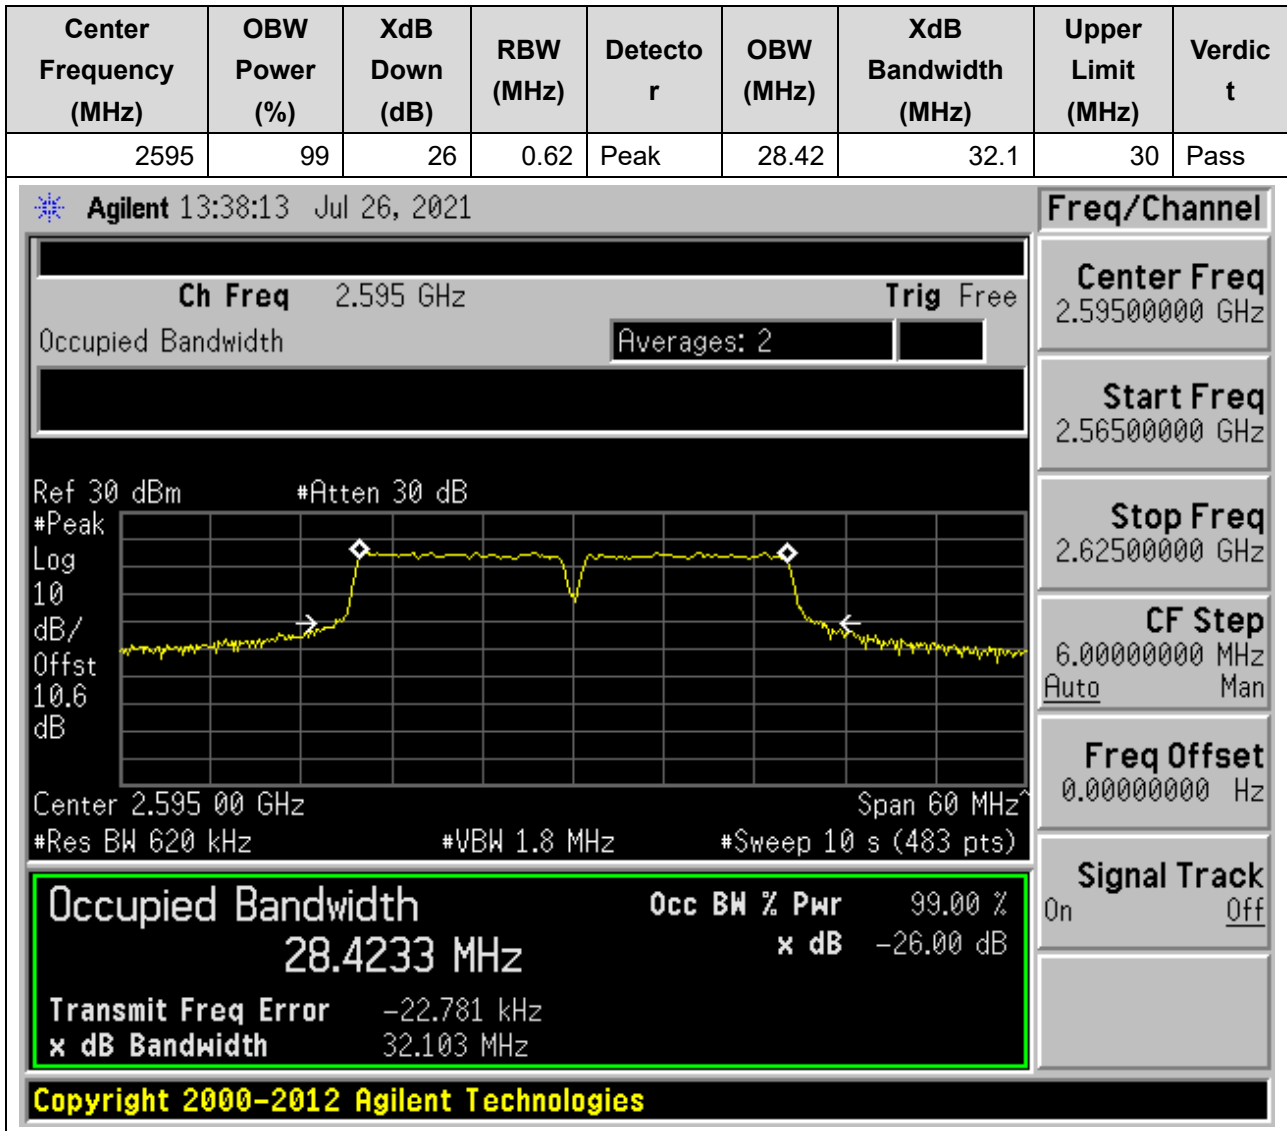 Center Frequency (MHz) OBW Power (%) XdB Down (dB) RBW (MHz) Detecto r OBW (MHz) XdB Bandwidth (MHz) Upper Limit (MHz) Verdic t
2595 99 26 0.62 Peak 28.42 32.1 30 Pass
Agilent 13:38:13 Jul 26, 2021
Freq/Channel
Ch Freq 2.595 GHz Trig Free
Occupied Bandwidth Averages: 2
Center Freq
2.59500000 GHz
Start Freq
2.56500000 GHz
Stop Freq
2.62500000 GHz
CF Step
6.00000000 MHz
Auto Man
Freq Offset
0.00000000 Hz
Signal Track
On Off
Ref 30 dBm #Atten 30 dB
#Peak
Log
10
dB/
Offst
10.6
dB
Center 2.595 00 GHz Span 60 MHz^
#Res BW 620 kHz #VBW 1.8 MHz #Sweep 10 s (483 pts)
Occupied Bandwidth Occ BW % Pwr 99.00 %
28.4233 MHz x dB -26.00 dB
Transmit Freq Error -22.781 kHz
x dB Bandwidth 32.103 MHz
Copyright 2000-2012 Agilent Technologies